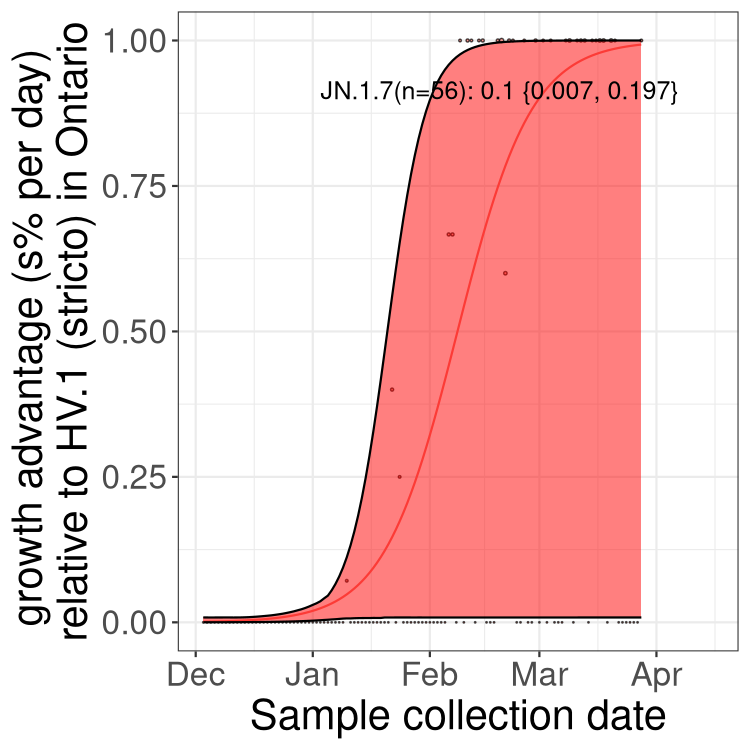 growth advantage (s% per day)
relative to HV.1 (stricto) in Ontario
1.00
0.75
0.50
0.25
0.00
JN.1.7(n=56): 0.1 {0.007, 0.197}
Dec Jan Feb Mar Apr
Sample collection date